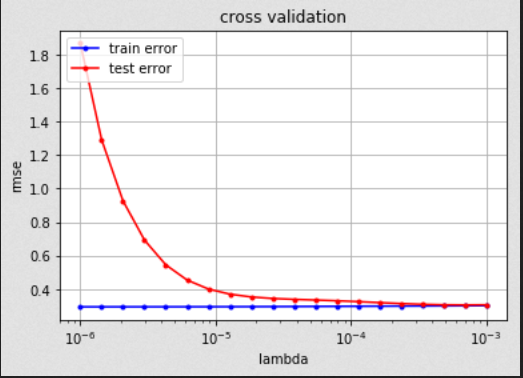 cross validation
train error
test error
1.8
1.6
1.4
1.2
1.0
0.8
0.6
0.4
rmse
10⁻⁶
10⁻⁵
10⁻⁴
10⁻³
lambda